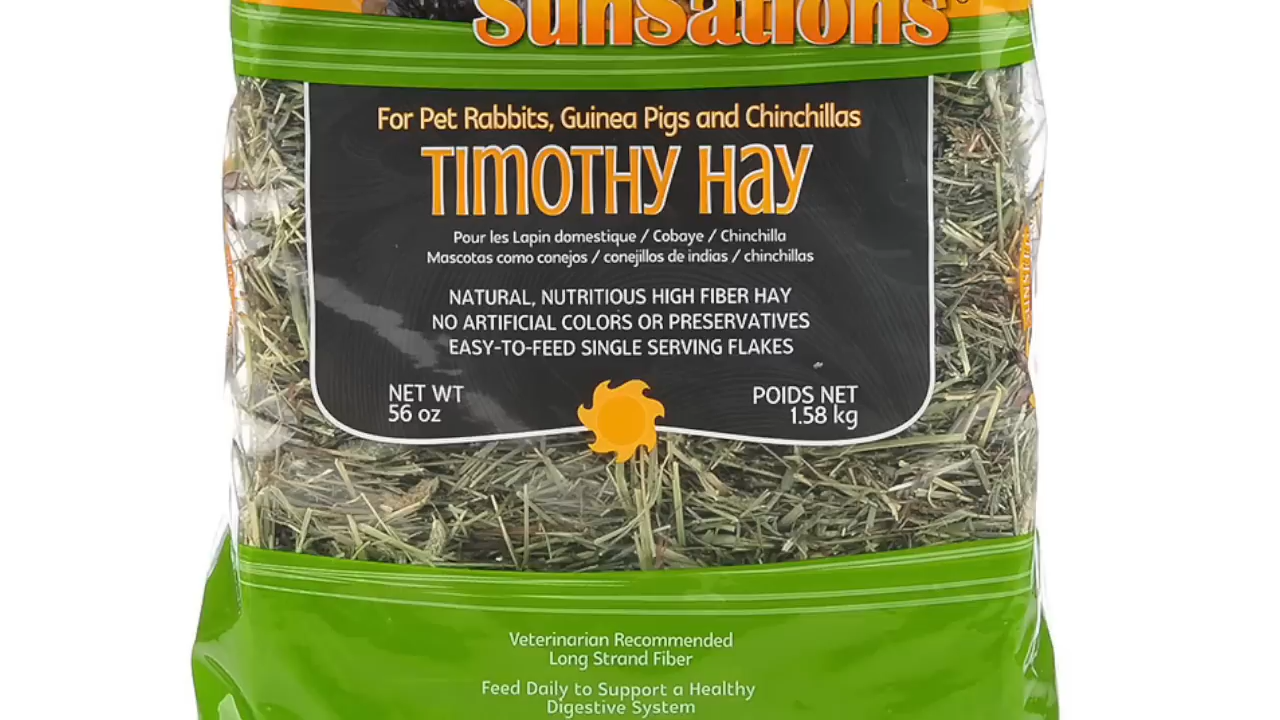 SunSations
For Pet Rabbits, Guinea Pigs and Chinchillas
TIMOTHY Hay
Pour les Lapin domestique / Cobaye / Chinchilla
Mascotas como conejos / conejillos de indias / chinchillas
NATURAL, NUTRITIOUS HIGH FIBER HAY
NO ARTIFICIAL COLORS OR PRESERVATIVES
EASY-TO-FEED SINGLE SERVING FLAKES
NET WT
56 oz
POIDS NET
1.58 kg
Veterinarian Recommended
Long Strand Fiber
Feed Daily to Support a Healthy
Digestive System